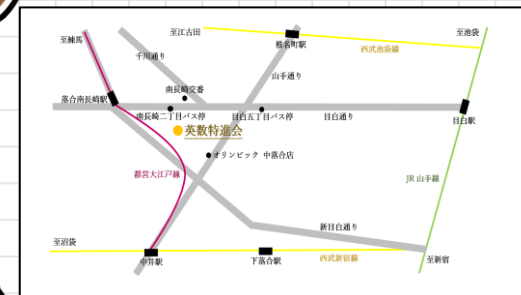 至練馬
至江古田
至池袋
椎名町駅
西武池袋線
千川通り
山手通り
南長崎交番
落合南長崎駅
南長崎二丁目バス停
目白五丁目バス停
目白通り
目白駅
英数特進会
オリンピック 中落合店
都営大江戸線
JR 山手線
新目白通り
至沼袋
中井駅
下落合駅
西武新宿線
至新宿